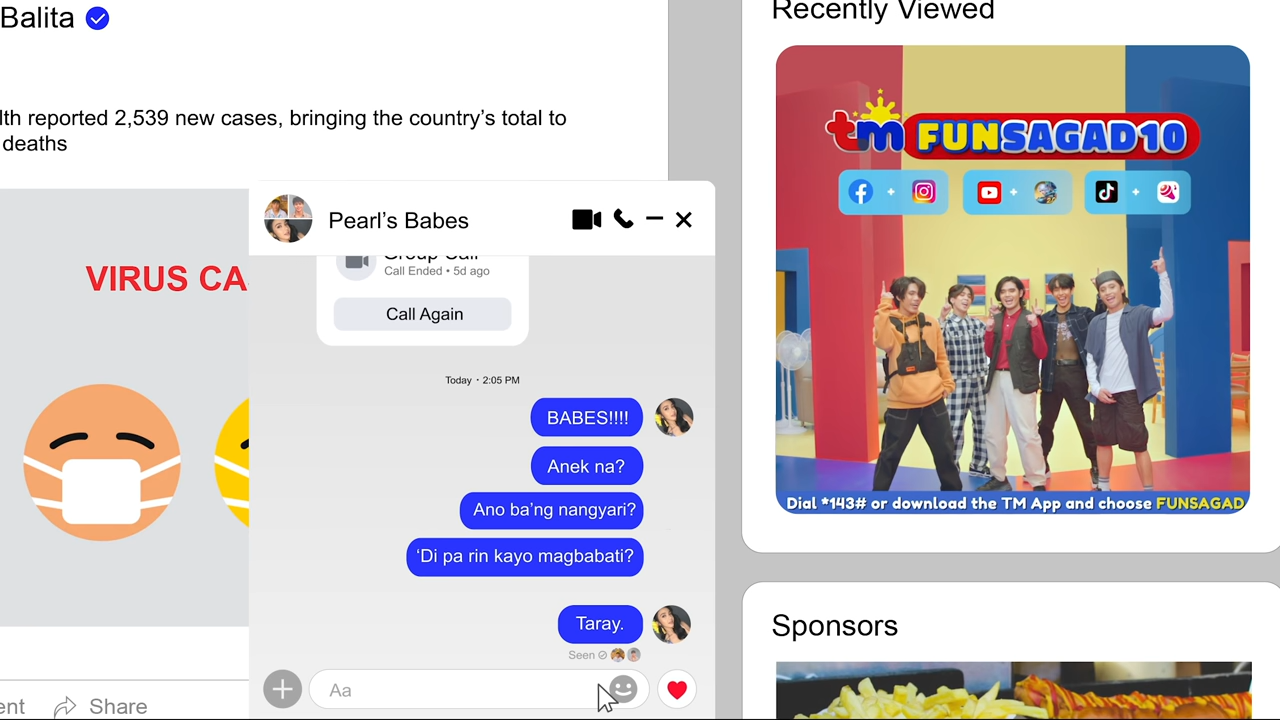 Balita
lth reported 2,539 new cases, bringing the country's total to
deaths
VIRUS CA
Pearl's Babes
Group Call
Call Ended • 5d ago
Call Again
Today • 2:05 PM
BABES!!!!
Anek na?
Ano ba'ng nangyari?
'Di pa rin kayo magbabati?
Taray.
Seen
Aa
ent
Share
Recently Viewed
tm FUNSAGAD10
Dial *143# or download the TM App and choose FUNSAGAD
Sponsors